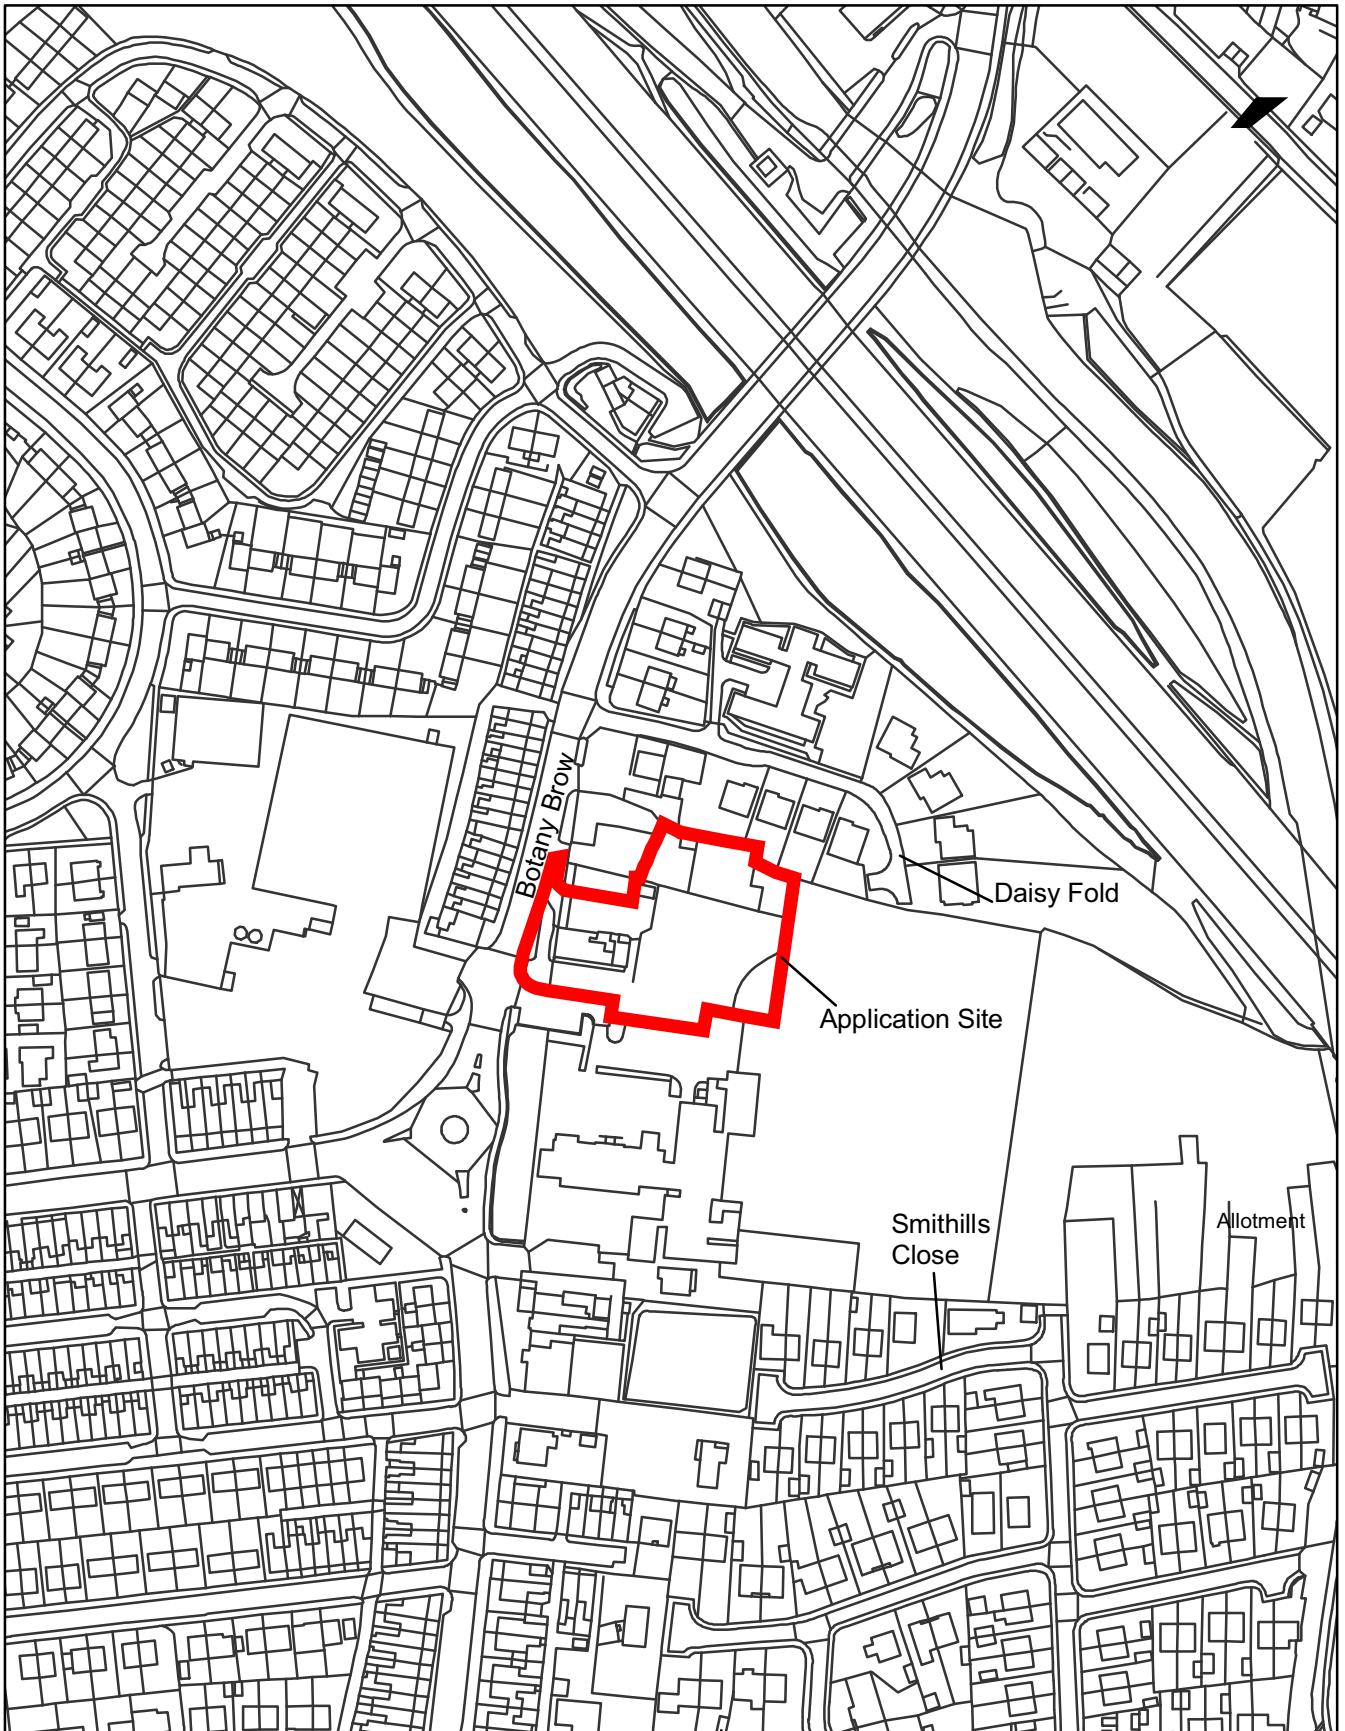 Botany Brow
Daisy Fold
Application Site
Smithills
Close
Allotment